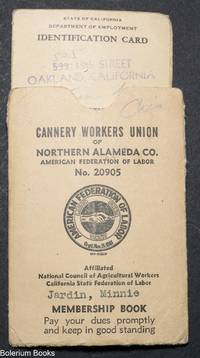 STATE OF CALIFORNIA
DEPARTMENT OF EMPLOYMENT
IDENTIFICATION CARD
STREET
OAKLAND, CALIFORNIA
CANNERY WORKERS UNION
OF
NORTHERN ALAMEDA CO.
AMERICAN FEDERATION OF LABOR
No. 20905
AMERICAN FEDERATION OF LABOR
Affiliated
National Council of Agricultural Workers
California State Federation of Labor
Jardin, Minnie
MEMBERSHIP BOOK
Pay your dues promptly
and keep in good standing
Bolerium Books